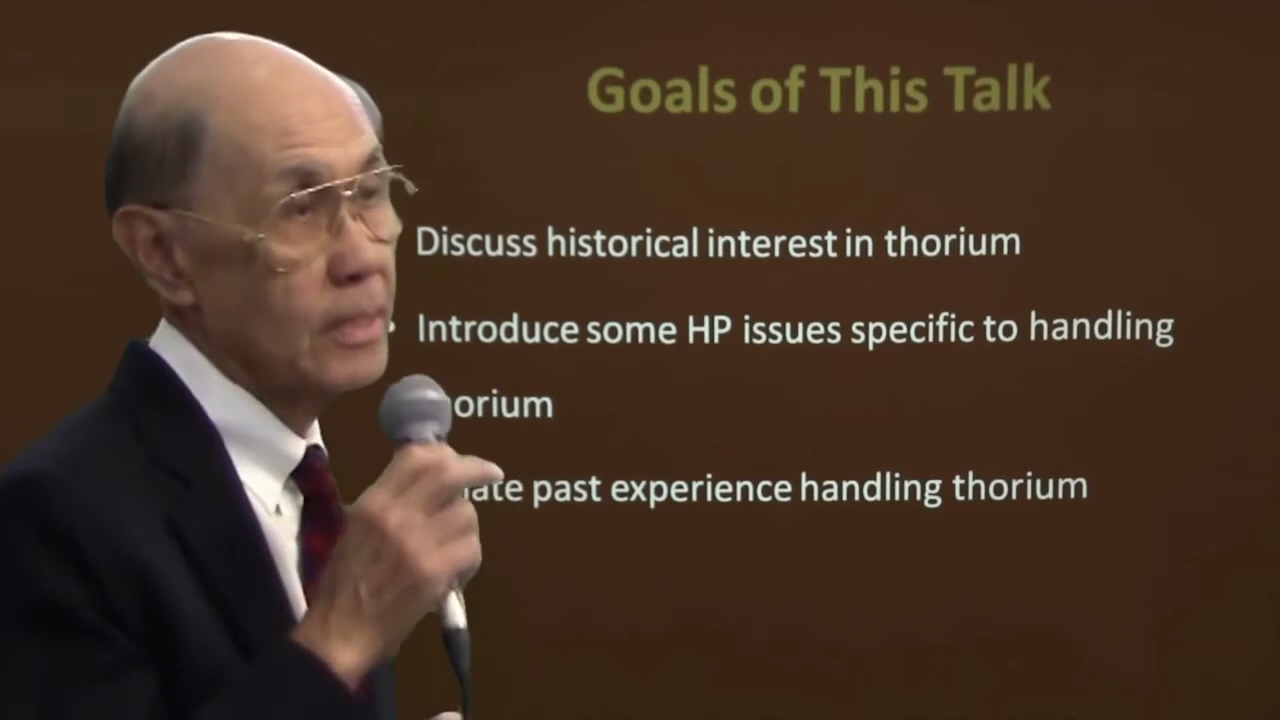 Goals of This Talk
Discuss historical interest in thorium
• Introduce some HP issues specific to handling
orium
ate past experience handling thorium